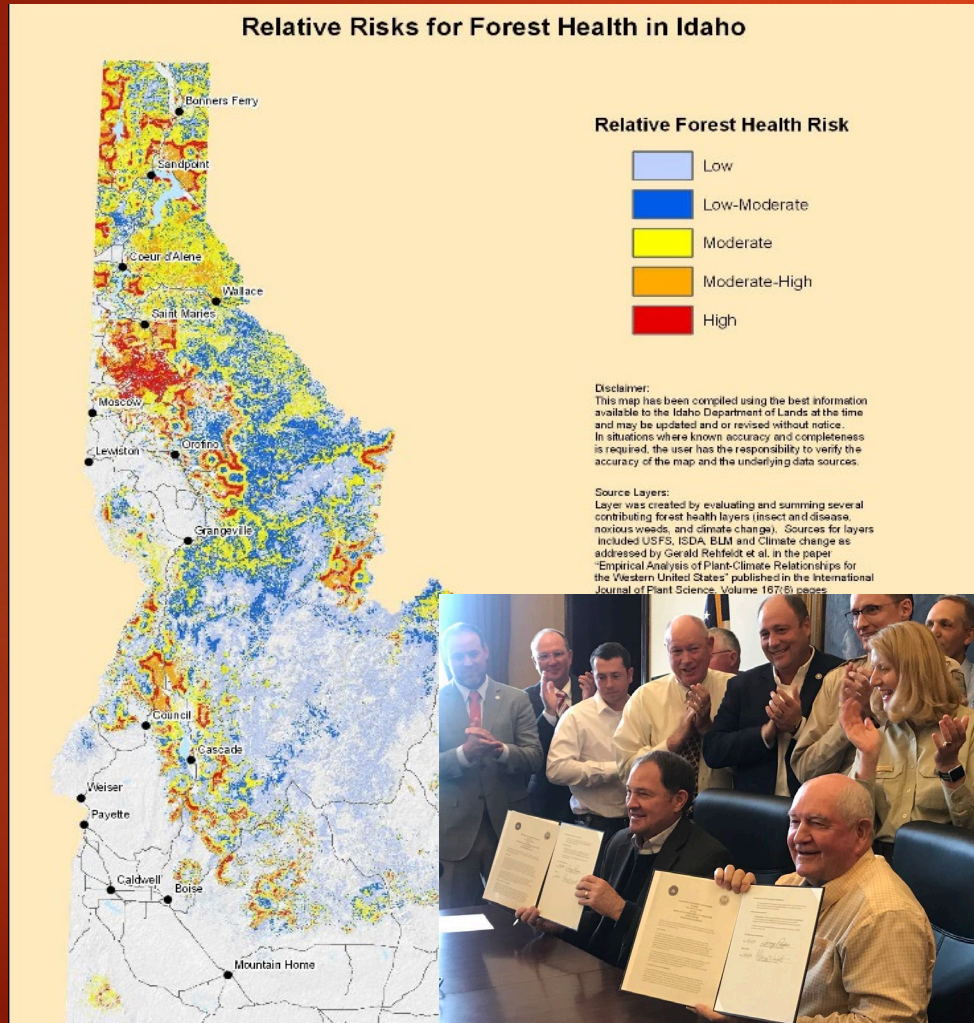 Relative Risks for Forest Health in Idaho
Bonners Ferry
Sandpoint
Coeur d'Alene
Wallace
Saint Maries
Moscow
Orofino
Lewiston
Grangeville
Council
Cascade
Weiser
Payette
Caldwell
Boise
Mountain Home
Relative Forest Health Risk
Low
Low-Moderate
Moderate
Moderate-High
High
Disclaimer:
This map has been compiled using the best information
available to the Idaho Department of Lands at the time
and may be updated and or revised without notice.
In situations where known accuracy and completeness
is required, the user has the responsibility to verify the
accuracy of the map and the underlying data sources.
Source Layers:
Layer was created by evaluating and summing several
contributing forest health layers (insect and disease,
noxious weeds, and climate change). Sources for layers
included USFS, ISDA, BLM and Climate change as
addressed by Gerald Rehfeldt et al. in the paper
"Empirical Analysis of Plant-Climate Relationships for
the Western United States" published in the International
Journal of Plant Science, Volume 167(6) pages